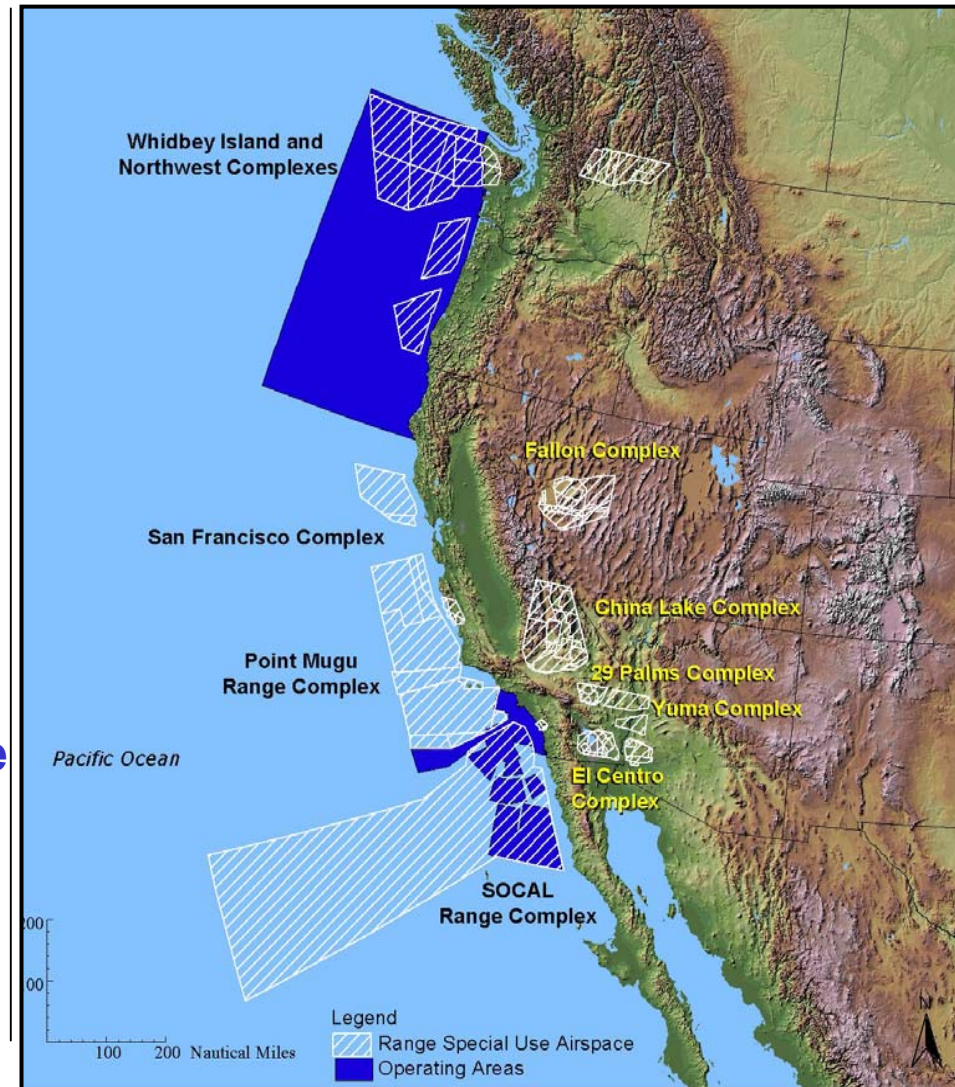 Whidbey Island and
Northwest Complexes
Fallon Complex
San Francisco Complex
China Lake Complex
Point Mugu
Range Complex
29 Palms Complex
Yuma Complex
Pacific Ocean
e
El Centro
Complex
SOCAL
Range Complex
200
00
N
Legend
Range Special Use Airspace
100 200 Nautical Miles
Operating Areas